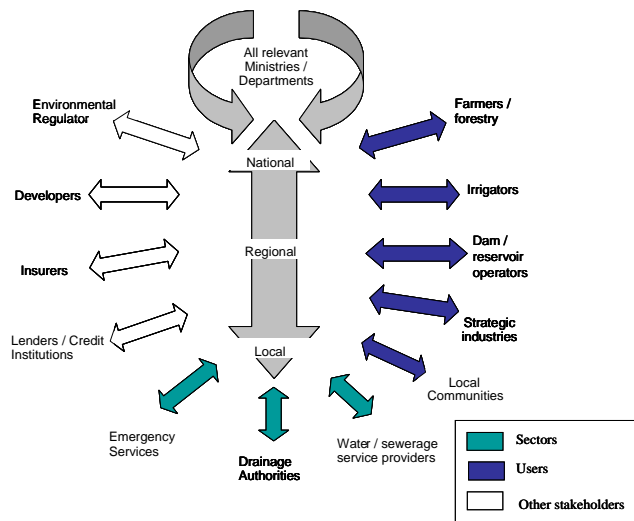 All relevant
Ministries /
Departments
Environmental
Regulator
Farmers /
forestry
National
Developers
Irrigators
Insurers
Regional
Dam /
reservoir
operators
Lenders / Credit
Institutions
Strategic
industries
Local
Local
Communities
Emergency
Services
Drainage
Authorities
Water / sewerage
service providers
Sectors
Users
Other stakeholders